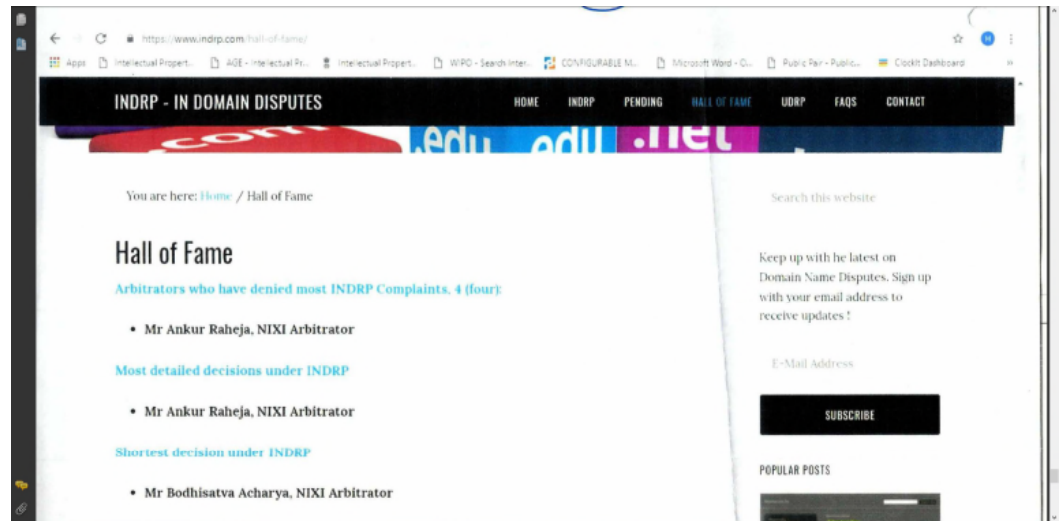 https://www.indrp.com/hall-of-fame/
Apps Intellectual Propert.. AGE - Intellectual Pr... Intellectual Propert.. WIPO - Search Inter.. CONFIGURABLE M... Microsoft Word - O... Public Pair - Public... Clockit Dashboard
INDRP - IN DOMAIN DISPUTES HOME INDRP PENDING HALL OF FAME UDRP FAQS CONTACT
.com .edu .edu .net
You are here: Home / Hall of Fame
Search this website
Hall of Fame
Arbitrators who have denied most INDRP Complaints, 4 (four):
• Mr Ankur Raheja, NIXI Arbitrator
Most detailed decisions under INDRP
• Mr Ankur Raheja, NIXI Arbitrator
Shortest decision under INDRP
• Mr Bodhisatva Acharya, NIXI Arbitrator
Keep up with he latest on
Domain Name Disputes. Sign up
with your email address to
receive updates !
E-Mail Address
SUBSCRIBE
POPULAR POSTS